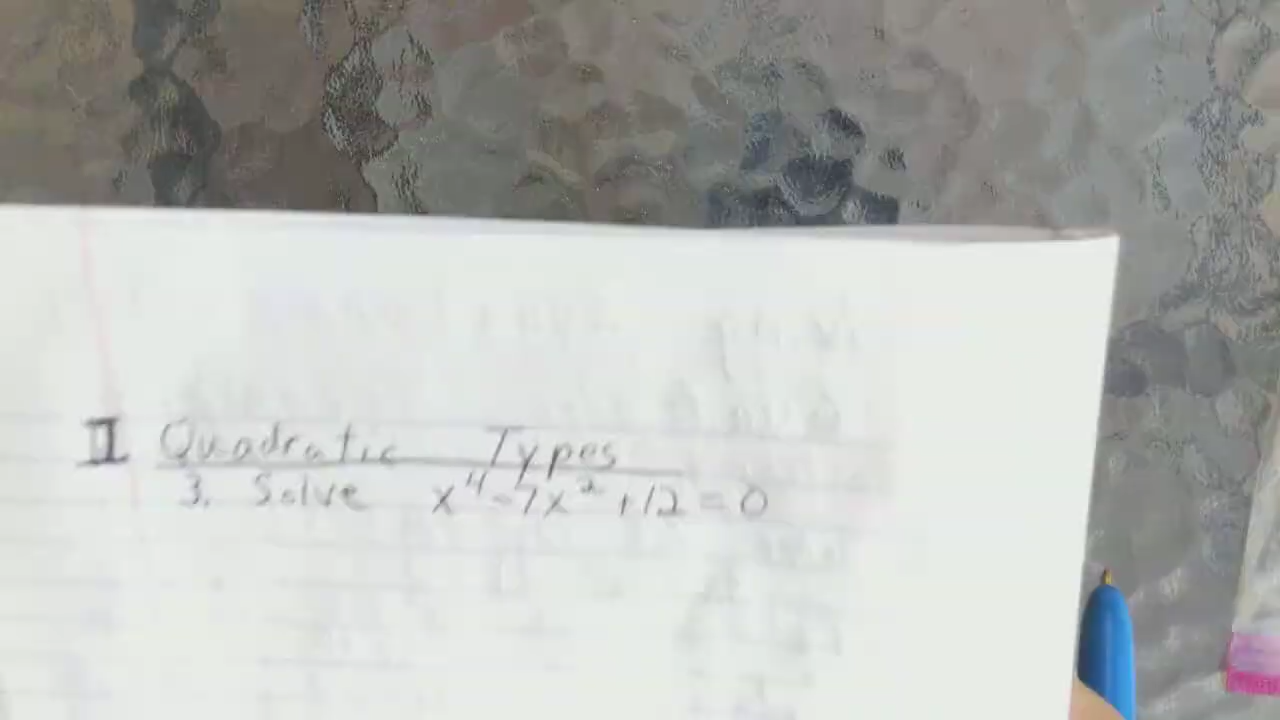 II Quadratic Types
3. Solve x⁴-7x²+12=0